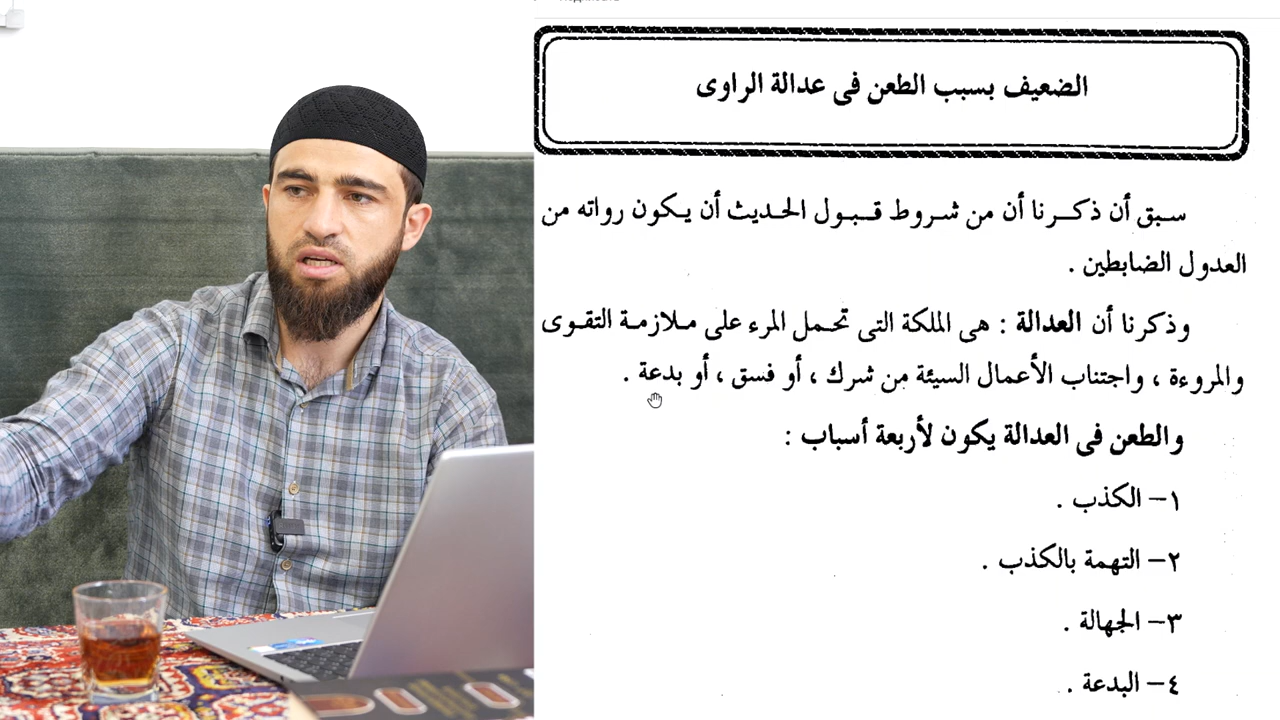 الضعيف بسبب الطعن فى عدالة الراوى
سبق أن ذكرنا أن من شروط قبول الحديث أن يكون رواته من
العدول الضابطين .
وذكرنا أن العدالة : هى الملكة التى تحمل المرء على ملازمة التقوى
والمروءة ، واجتناب الأعمال السيئة من شرك ، أو فسق ، أو بدعة .
والطعن فى العدالة يكون لأربعة أسباب :
١- الكذب .
٢- التهمة بالكذب .
٣- الجهالة .
٤- البدعة .